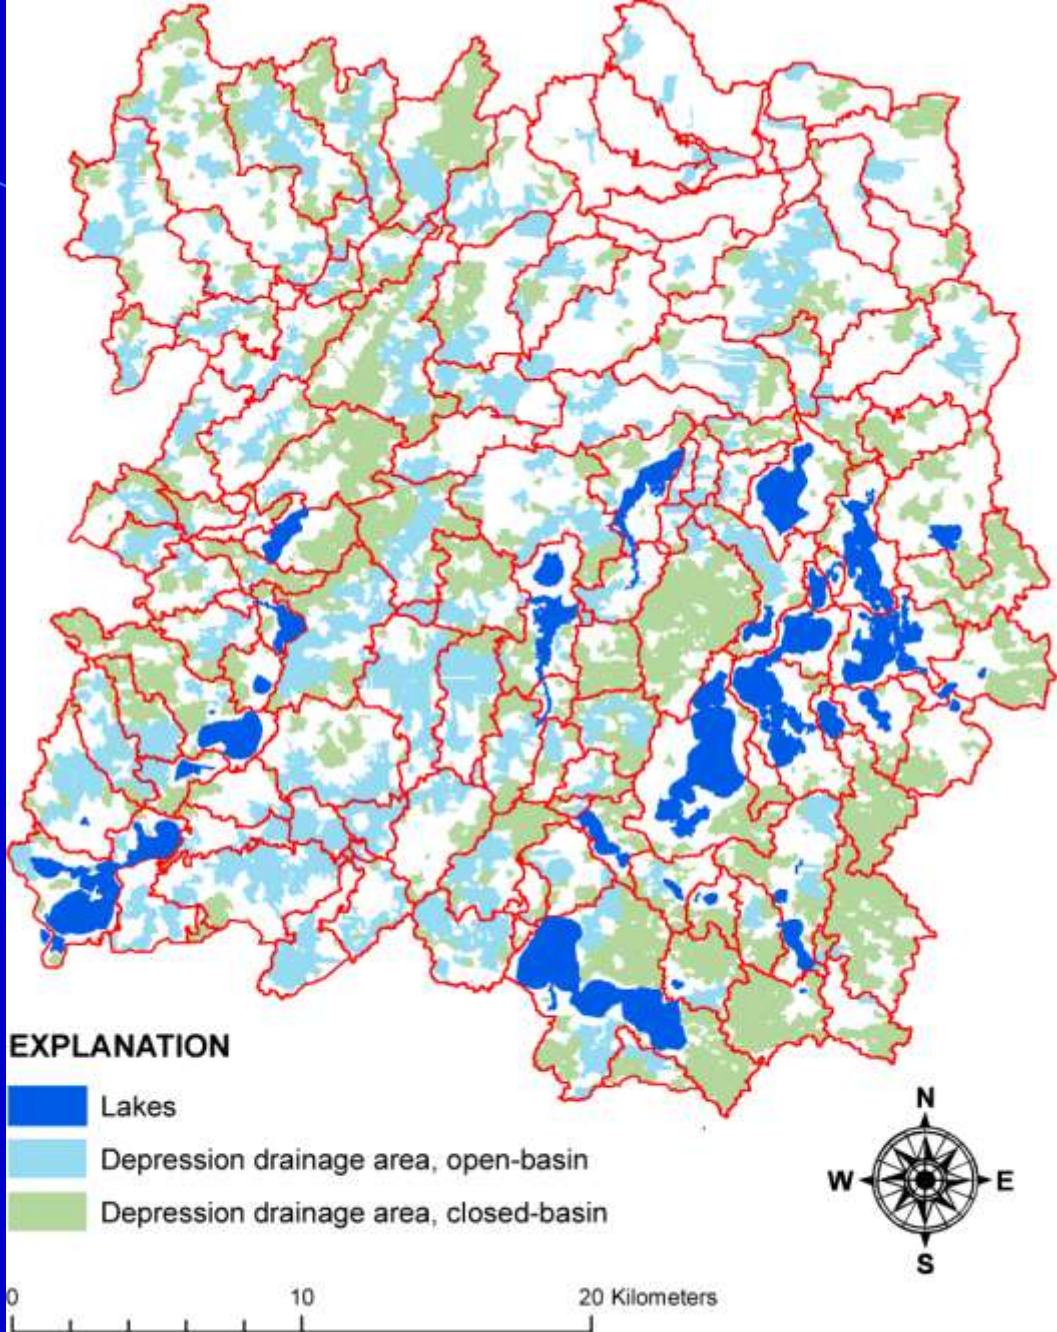 EXPLANATION
Lakes
Depression drainage area, open-basin
Depression drainage area, closed-basin
N
W E
S
0 10 20 Kilometers